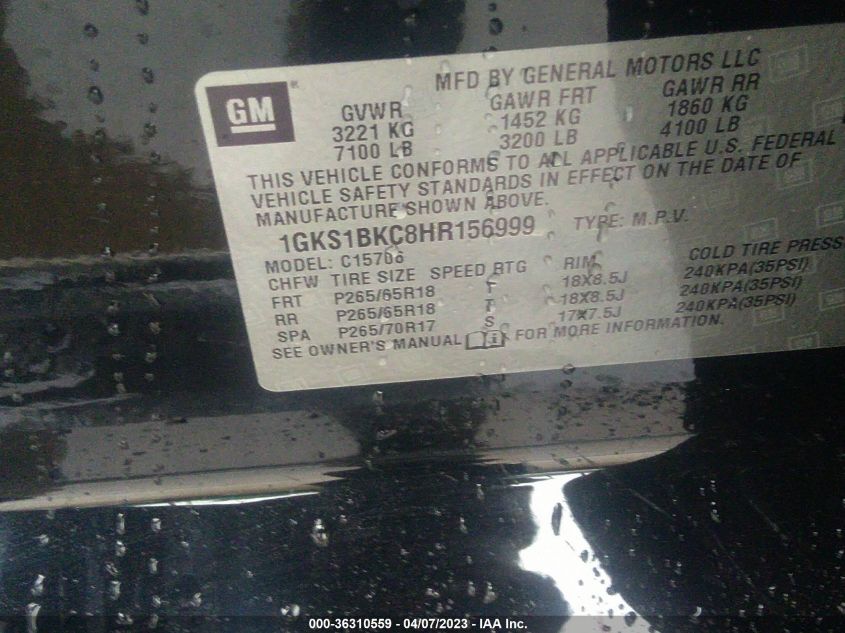 MFD BY GENERAL MOTORS LLC
GM ®
GVWR GAWR FRT GAWR RR
3221 KG 1452 KG 1860 KG
7100 LB 3200 LB 4100 LB
THIS VEHICLE CONFORMS TO ALL APPLICABLE U.S. FEDERAL
VEHICLE SAFETY STANDARDS IN EFFECT ON THE DATE OF
MANUFACTURE SHOWN ABOVE.
1GKS1BKC8HR156999 TYPE: M.P.V.
MODEL: C15706
CHFW TIRE SIZE SPEED RTG RIM COLD TIRE PRESS
FRT P265/65R18 T 18X8.5J 240KPA(35PSI)
RR P265/65R18 T 18X8.5J 240KPA(35PSI)
SPA P265/70R17 S 17X7.5J 240KPA(35PSI)
SEE OWNER'S MANUAL FOR MORE INFORMATION.
000-36310559 - 04/07/2023 - IAA Inc.